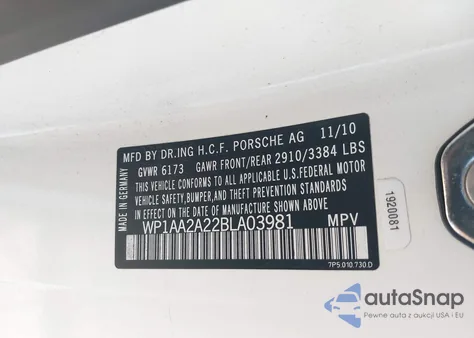 MFD BY DR.ING H.C.F. PORSCHE AG 11/10
GVWR 6173 GAWR FRONT/REAR 2910/3384 LBS
THIS VEHICLE CONFORMS TO ALL APPLICABLE FEDERAL MOTOR
VEHICLE SAFETY,BUMPER,AND THEFT PREVENTION STANDARDS
IN EFFECT ON THE DATE OF MANUFACTURE SHOWN ABOVE.
WP1AA2A22BLA03981 MPV
7P5.010.730.D
MADE IN GERMANY
1920081
autoSnap
Pewne auta z aukcji USA i EU